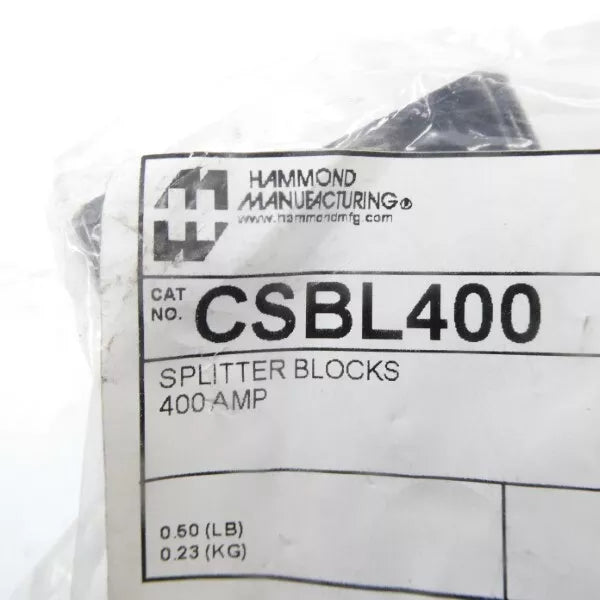 HAMMOND
MANUFACTURING®
www.hammondmfg.com
CAT
NO.
CSBL400
SPLITTER BLOCKS
400 AMP
0.50 (LB)
0.23 (KG)